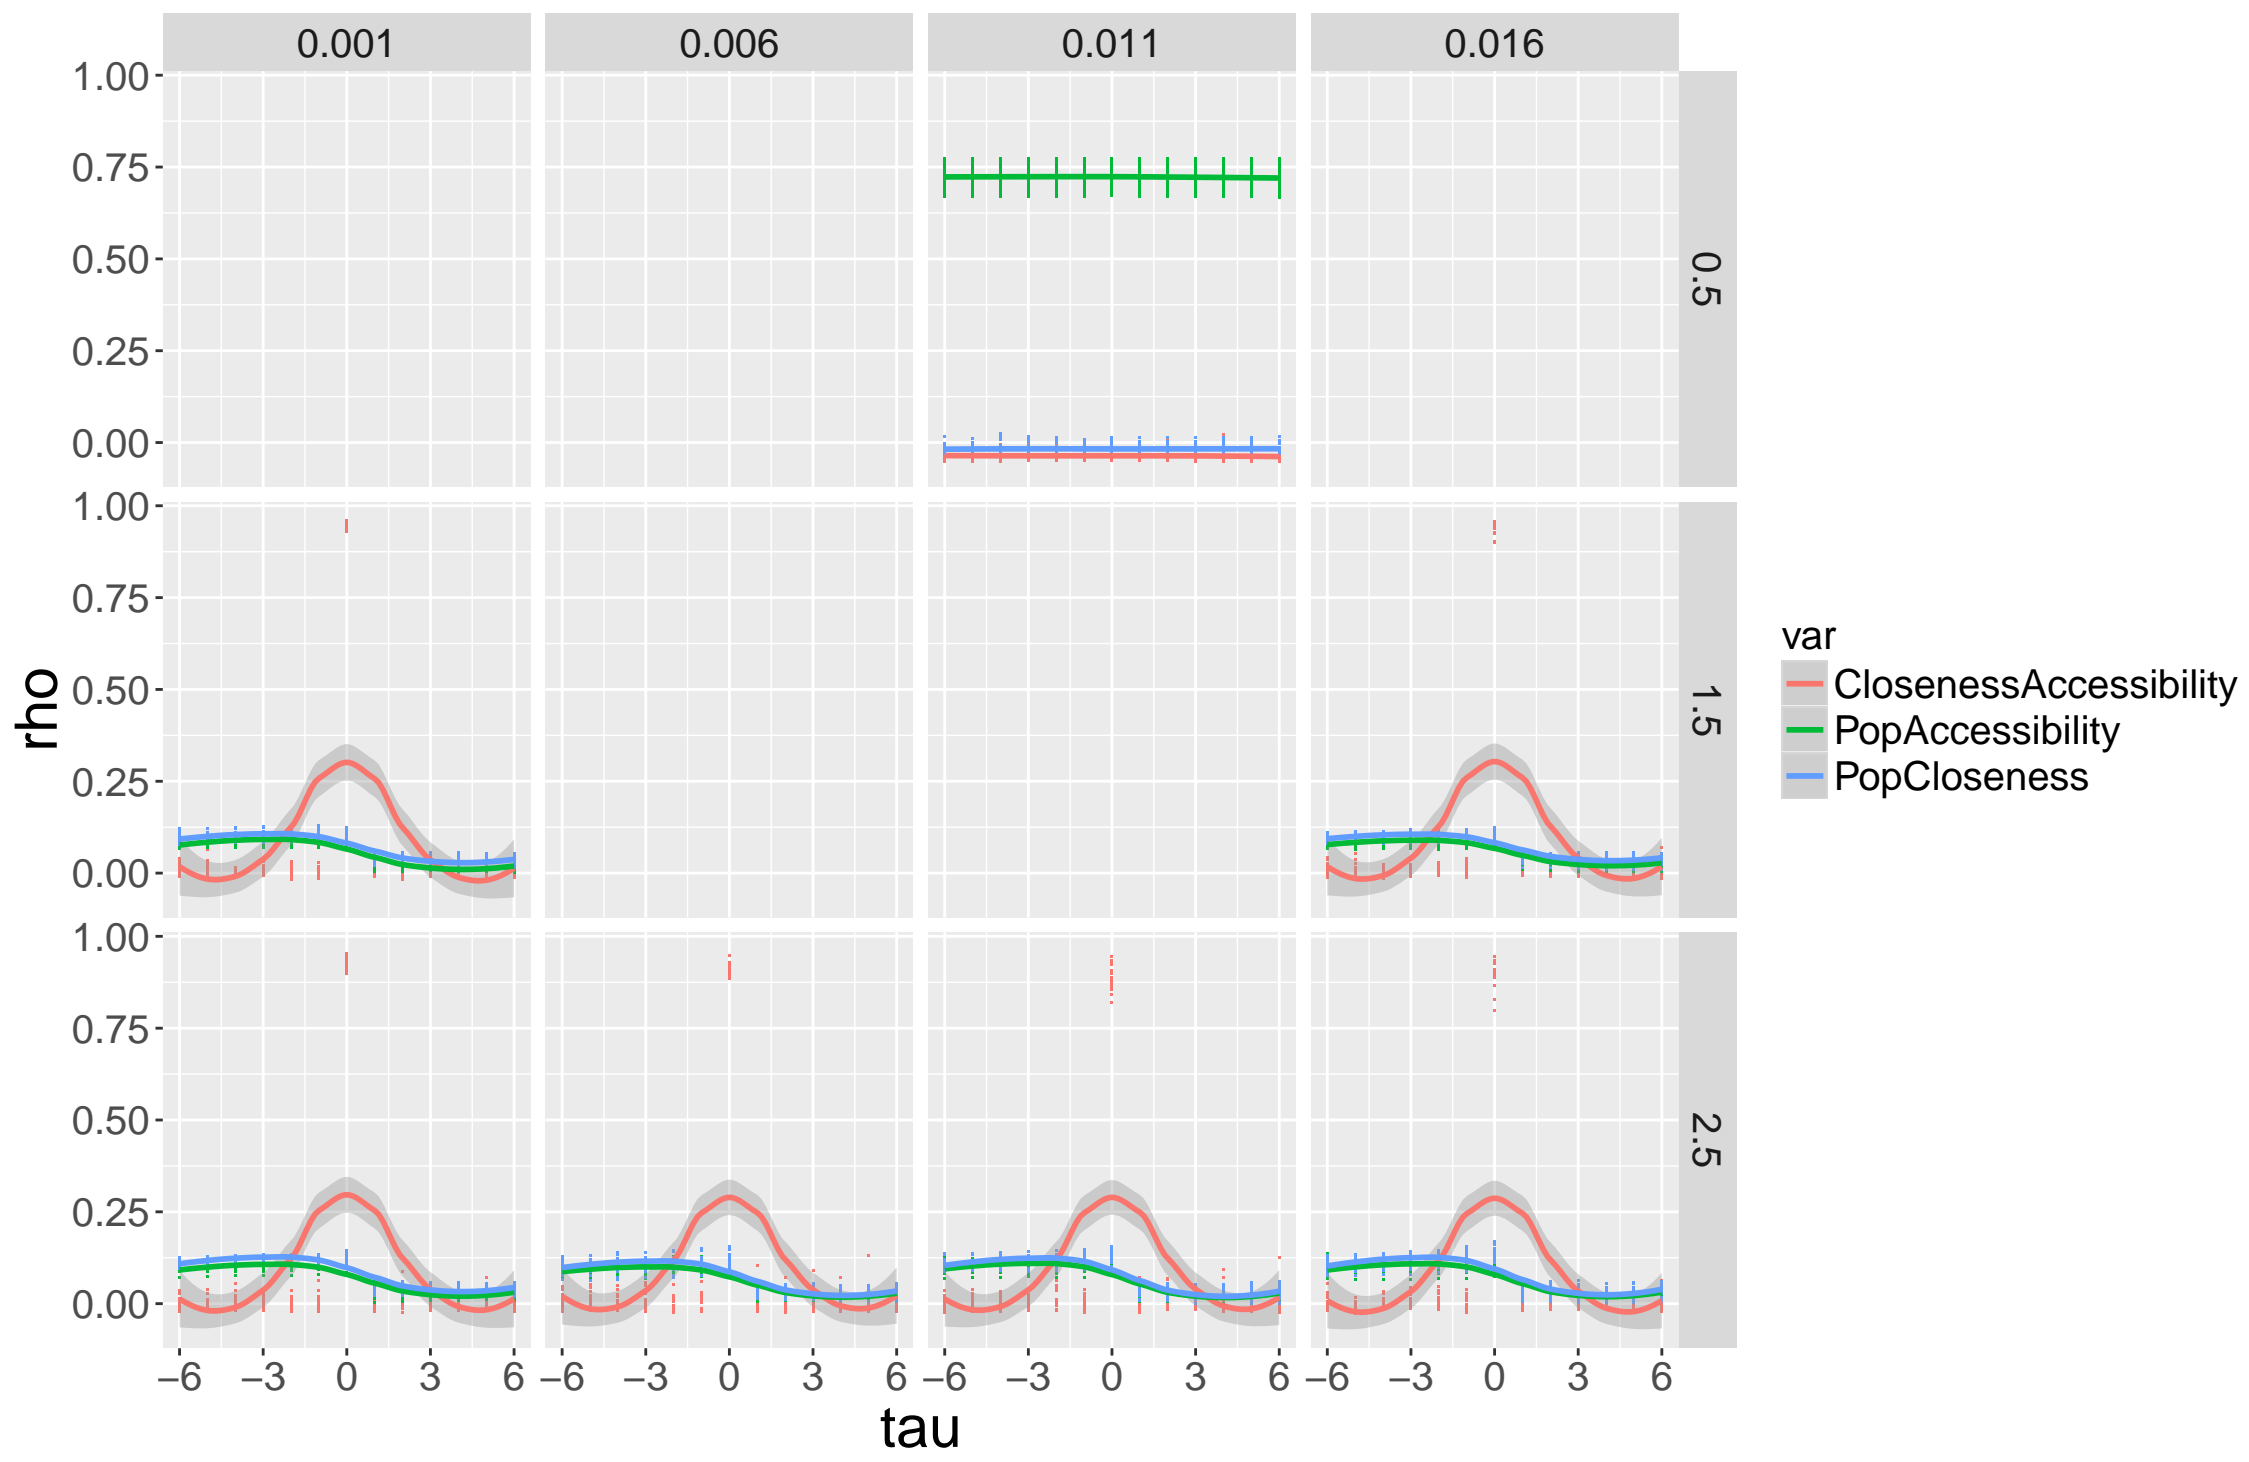 0.001 0.006 0.011 0.016
1.00
0.75
0.50
0.25
0.00
0.5
1.00
0.75
0.50
0.25
0.00
1.5
1.00
0.75
0.50
0.25
0.00
2.5
−6 −3 0 3 6 −6 −3 0 3 6 −6 −3 0 3 6 −6 −3 0 3 6
tau
rho
var
ClosenessAccessibility
PopAccessibility
PopCloseness